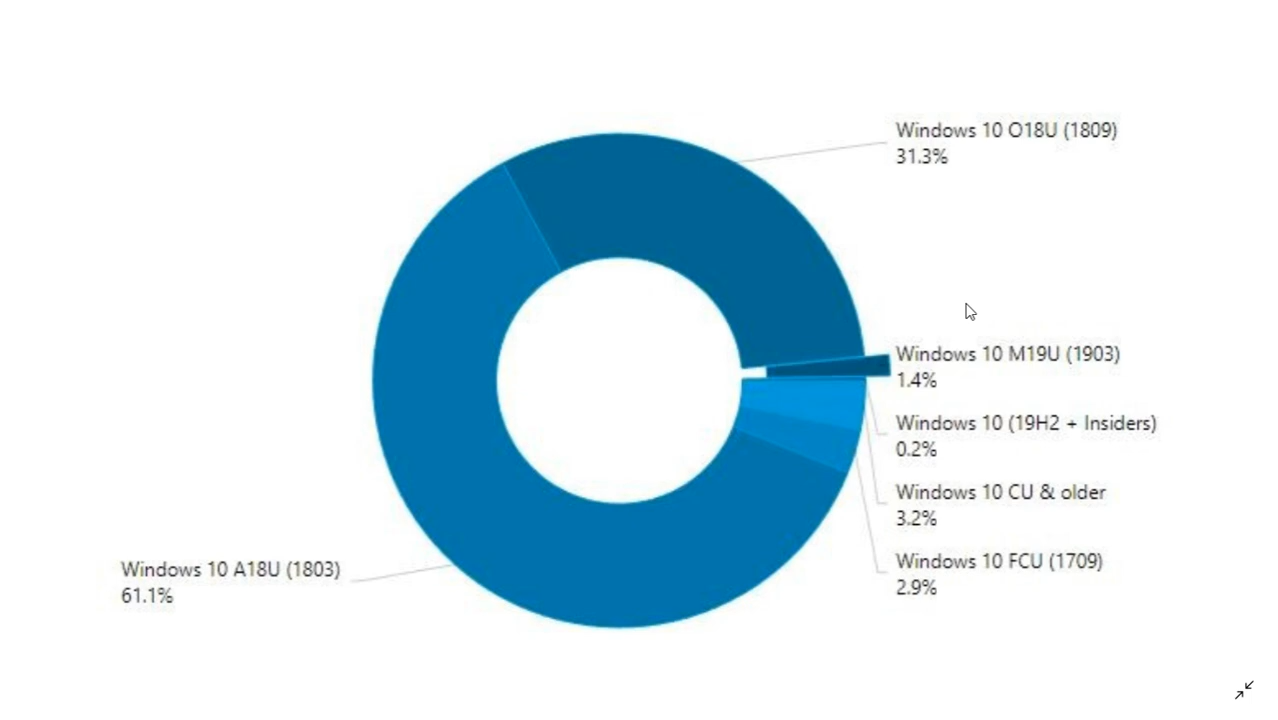 Windows 10 O18U (1809)
31.3%
Windows 10 M19U (1903)
1.4%
Windows 10 (19H2 + Insiders)
0.2%
Windows 10 CU & older
3.2%
Windows 10 FCU (1709)
2.9%
Windows 10 A18U (1803)
61.1%